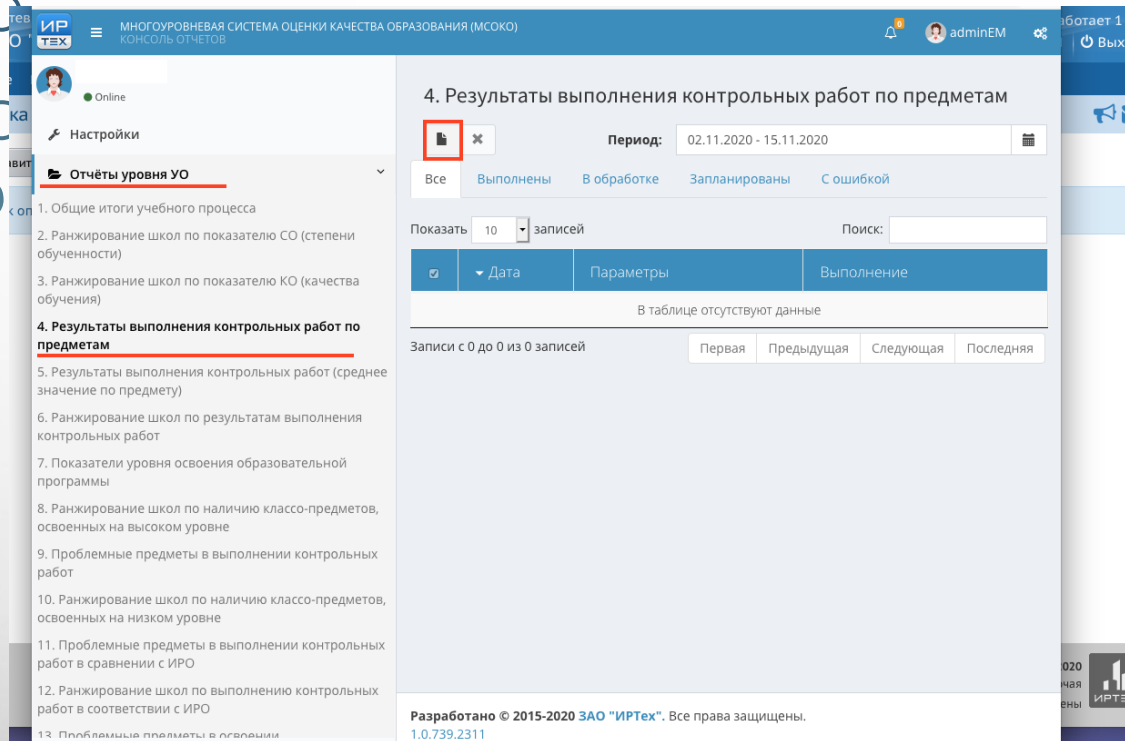 ИР
ТЕХ
МНОГОУРОВНЕВАЯ СИСТЕМА ОЦЕНКИ КАЧЕСТВА ОБРАЗОВАНИЯ (МСОКО)
КОНСОЛЬ ОТЧЕТОВ
0
adminEM
аботает 1
Вых
Online
Настройки
Отчёты уровня УО
1. Общие итоги учебного процесса
2. Ранжирование школ по показателю СО (степени
обученности)
3. Ранжирование школ по показателю КО (качества
обучения)
4. Результаты выполнения контрольных работ по
предметам
5. Результаты выполнения контрольных работ (среднее
значение по предмету)
6. Ранжирование школ по результатам выполнения
контрольных работ
7. Показатели уровня освоения образовательной
программы
8. Ранжирование школ по наличию классо-предметов,
освоенных на высоком уровне
9. Проблемные предметы в выполнении контрольных
работ
10. Ранжирование школ по наличию классо-предметов,
освоенных на низком уровне
11. Проблемные предметы в выполнении контрольных
работ в сравнении с ИРО
12. Ранжирование школ по выполнению контрольных
работ в соответствии с ИРО
13. Проблемные предметы в освоении
4. Результаты выполнения контрольных работ по предметам
Период: 02.11.2020 - 15.11.2020
Все Выполнены В обработке Запланированы С ошибкой
Показать 10 записей Поиск:
Дата Параметры Выполнение
В таблице отсутствуют данные
Записи с 0 до 0 из 0 записей
Первая Предыдущая Следующая Последняя
Разработано © 2015-2020 ЗАО "ИРТех". Все права защищены.
1.0.739.2311